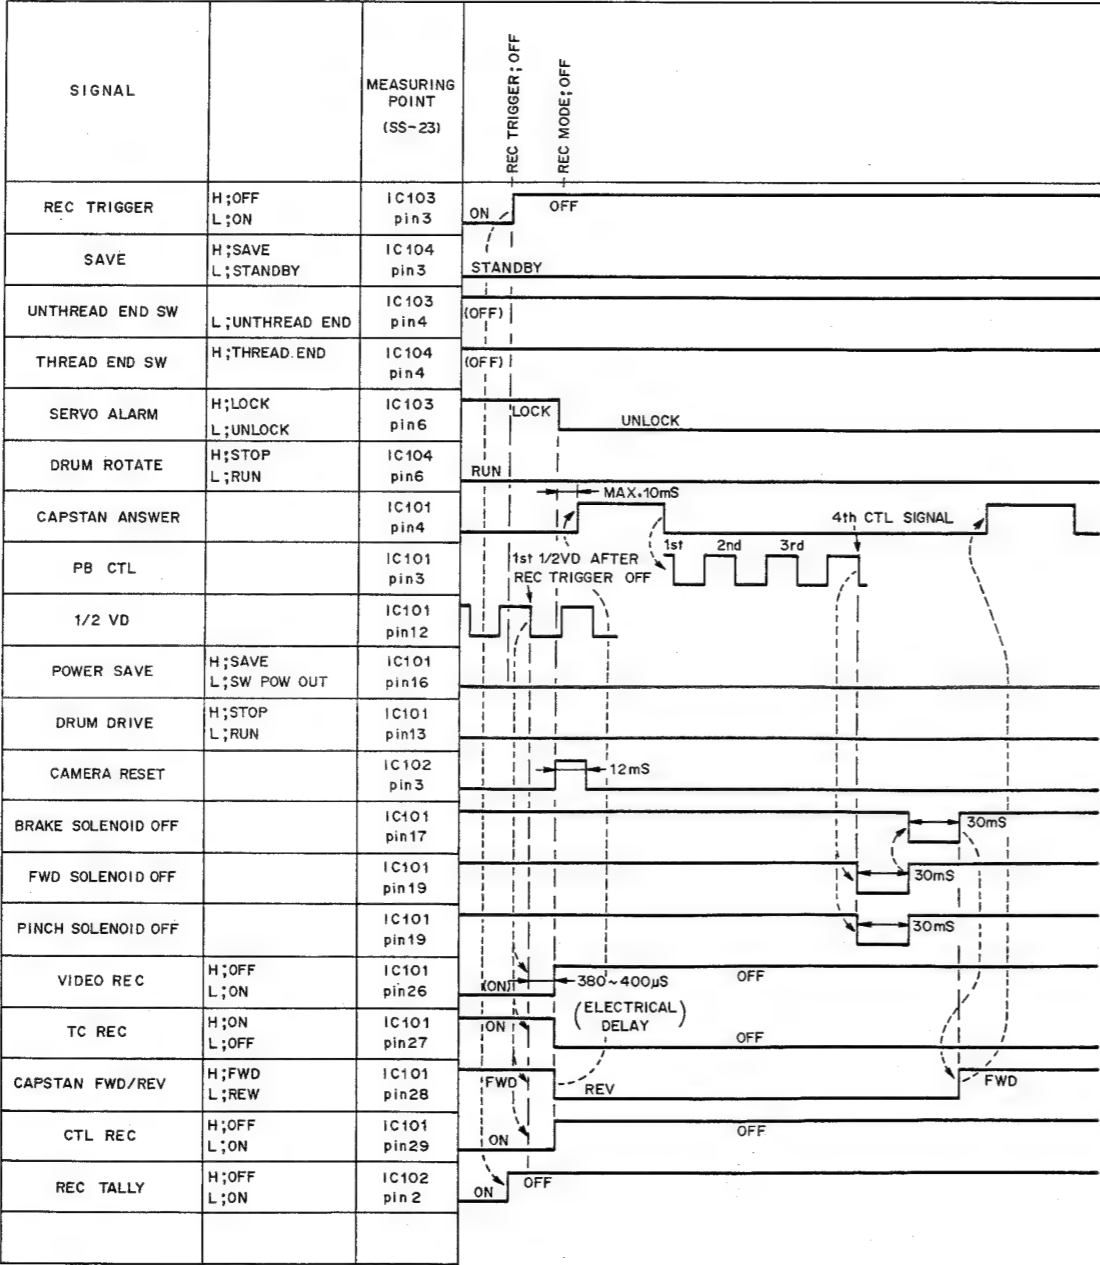 SIGNAL
MEASURING
POINT
(SS-23)
REC TRIGGER; OFF
REC MODE; OFF
REC TRIGGER
H;OFF
L;ON
IC103
pin3
ON
OFF
SAVE
H;SAVE
L;STANDBY
IC104
pin3
STANDBY
UNTHREAD END SW
L;UNTHREAD END
IC103
pin4
(OFF)
THREAD END SW
H;THREAD.END
IC104
pin4
(OFF)
SERVO ALARM
H;LOCK
L;UNLOCK
IC103
pin6
LOCK
UNLOCK
DRUM ROTATE
H;STOP
L;RUN
IC104
pin6
RUN
MAX.10mS
CAPSTAN ANSWER
IC101
pin4
4th CTL SIGNAL
PB CTL
IC101
pin3
1st 1/2VD AFTER
REC TRIGGER OFF
1st
2nd
3rd
1/2 VD
IC101
pin12
POWER SAVE
H;SAVE
L;SW POW OUT
IC101
pin16
DRUM DRIVE
H;STOP
L;RUN
IC101
pin13
CAMERA RESET
IC102
pin3
12mS
BRAKE SOLENOID OFF
IC101
pin17
30mS
FWD SOLENOID OFF
IC101
pin19
30mS
PINCH SOLENOID OFF
IC101
pin19
30mS
VIDEO REC
H;OFF
L;ON
IC101
pin26
(ON)
380~400µS
OFF
(ELECTRICAL
DELAY)
TC REC
H;ON
L;OFF
IC101
pin27
ON
OFF
CAPSTAN FWD/REV
H;FWD
L;REW
IC101
pin28
FWD
REV
FWD
CTL REC
H;OFF
L;ON
IC101
pin29
ON
OFF
REC TALLY
H;OFF
L;ON
IC102
pin2
ON
OFF